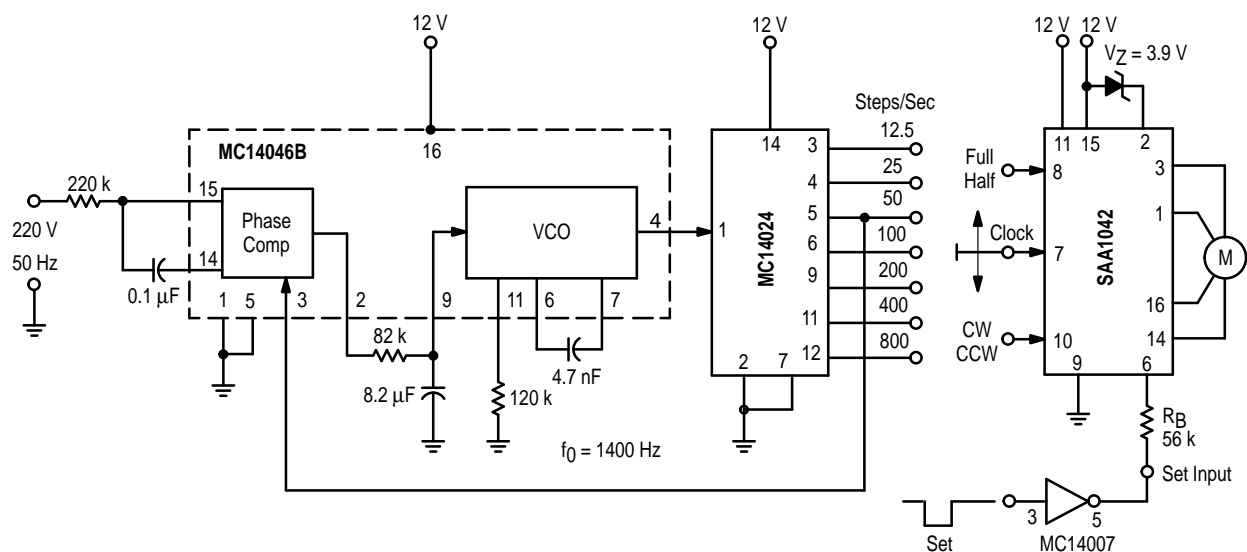 12 V
12 V
12 V
12 V
VZ = 3.9 V
MC14046B
16
220 k
220 V
50 Hz
0.1 µF
15
14
Phase
Comp
1
5
3
2
9
VCO
4
11
6
7
82 k
8.2 µF
4.7 nF
120 k
f0 = 1400 Hz
MC14024
14
1
2
7
Steps/Sec
3
12.5
4
25
5
50
6
100
9
200
11
400
12
800
Full
Half
Clock
CW
CCW
SAA1042
11
15
2
8
7
10
9
6
3
1
16
14
M
RB
56 k
Set Input
Set
3
5
MC14007